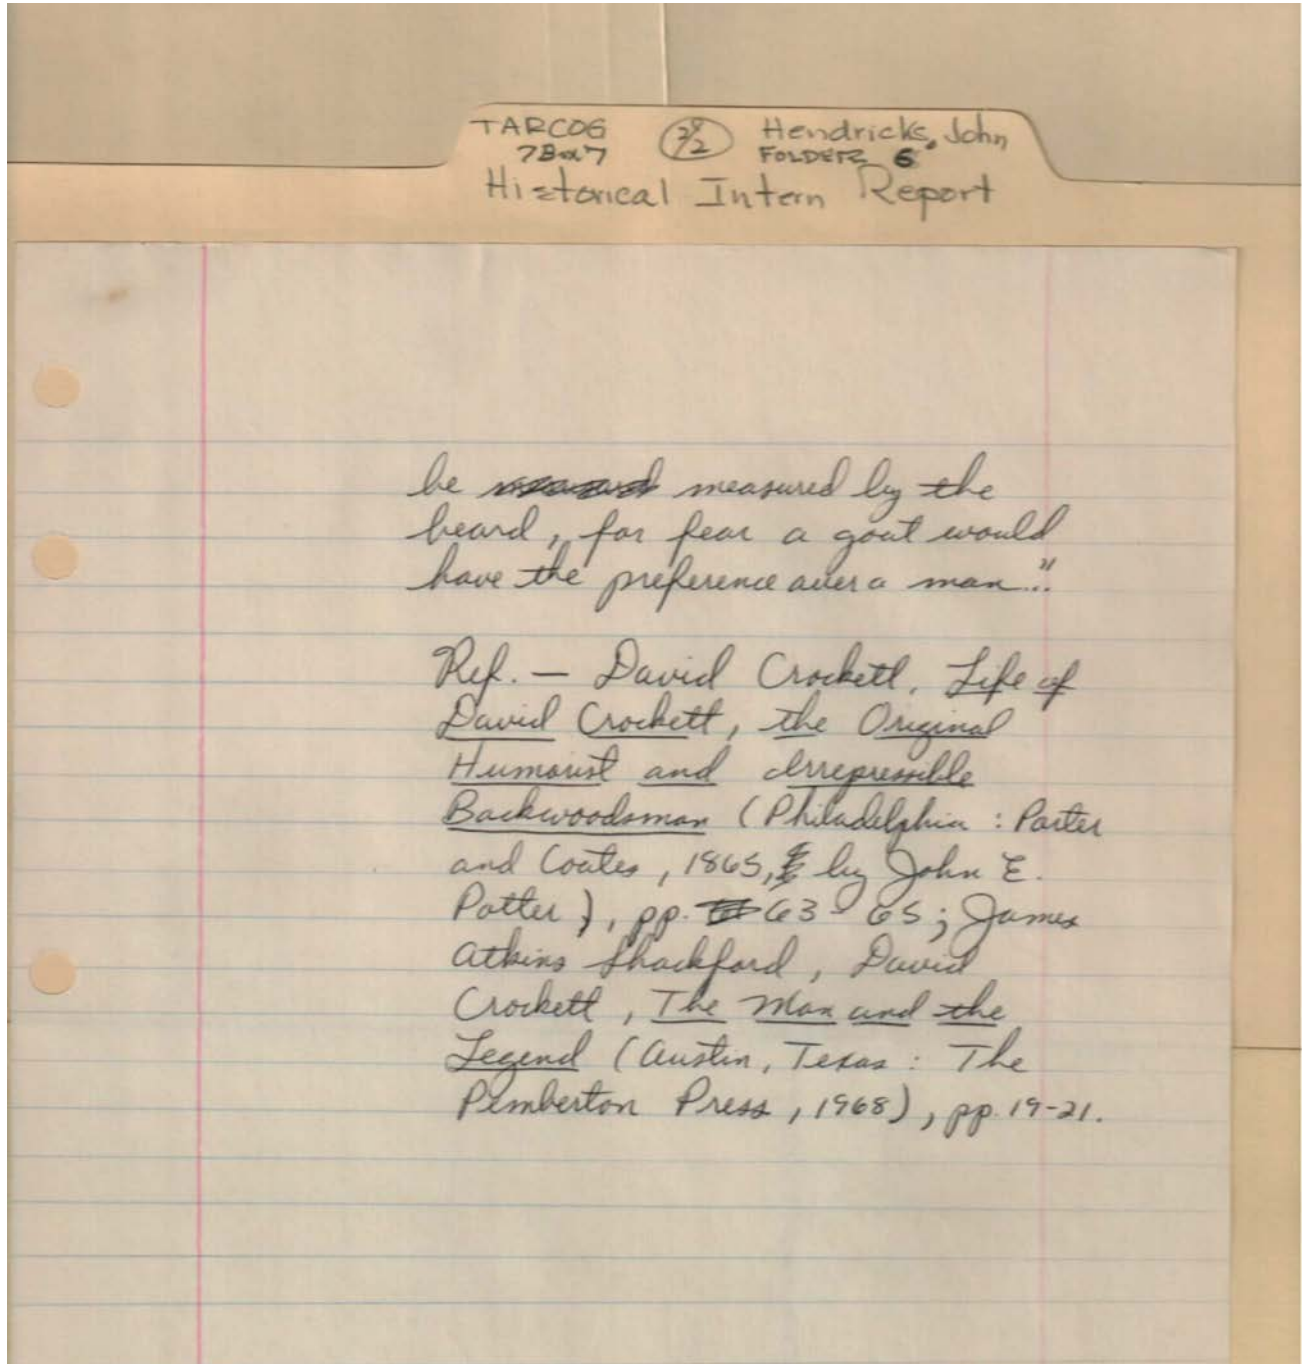 TARCOG Hendricks, John
7Box7 FOLDER 6
Historical Intern Report
be measured by the
beard, for fear a goat would
have the preference over a man."
Ref. — David Crockett, Life of
David Crockett, the Original
Humorist and Irrepressible
Backwoodsman (Philadelphia : Porter
and Coates, 1865, by John E.
Potter), pp. 63-65; James
Atkins Shackford, David
Crockett, The Man and the
Legend (Austin, Texas : The
Pemberton Press, 1968), pp. 19-21.